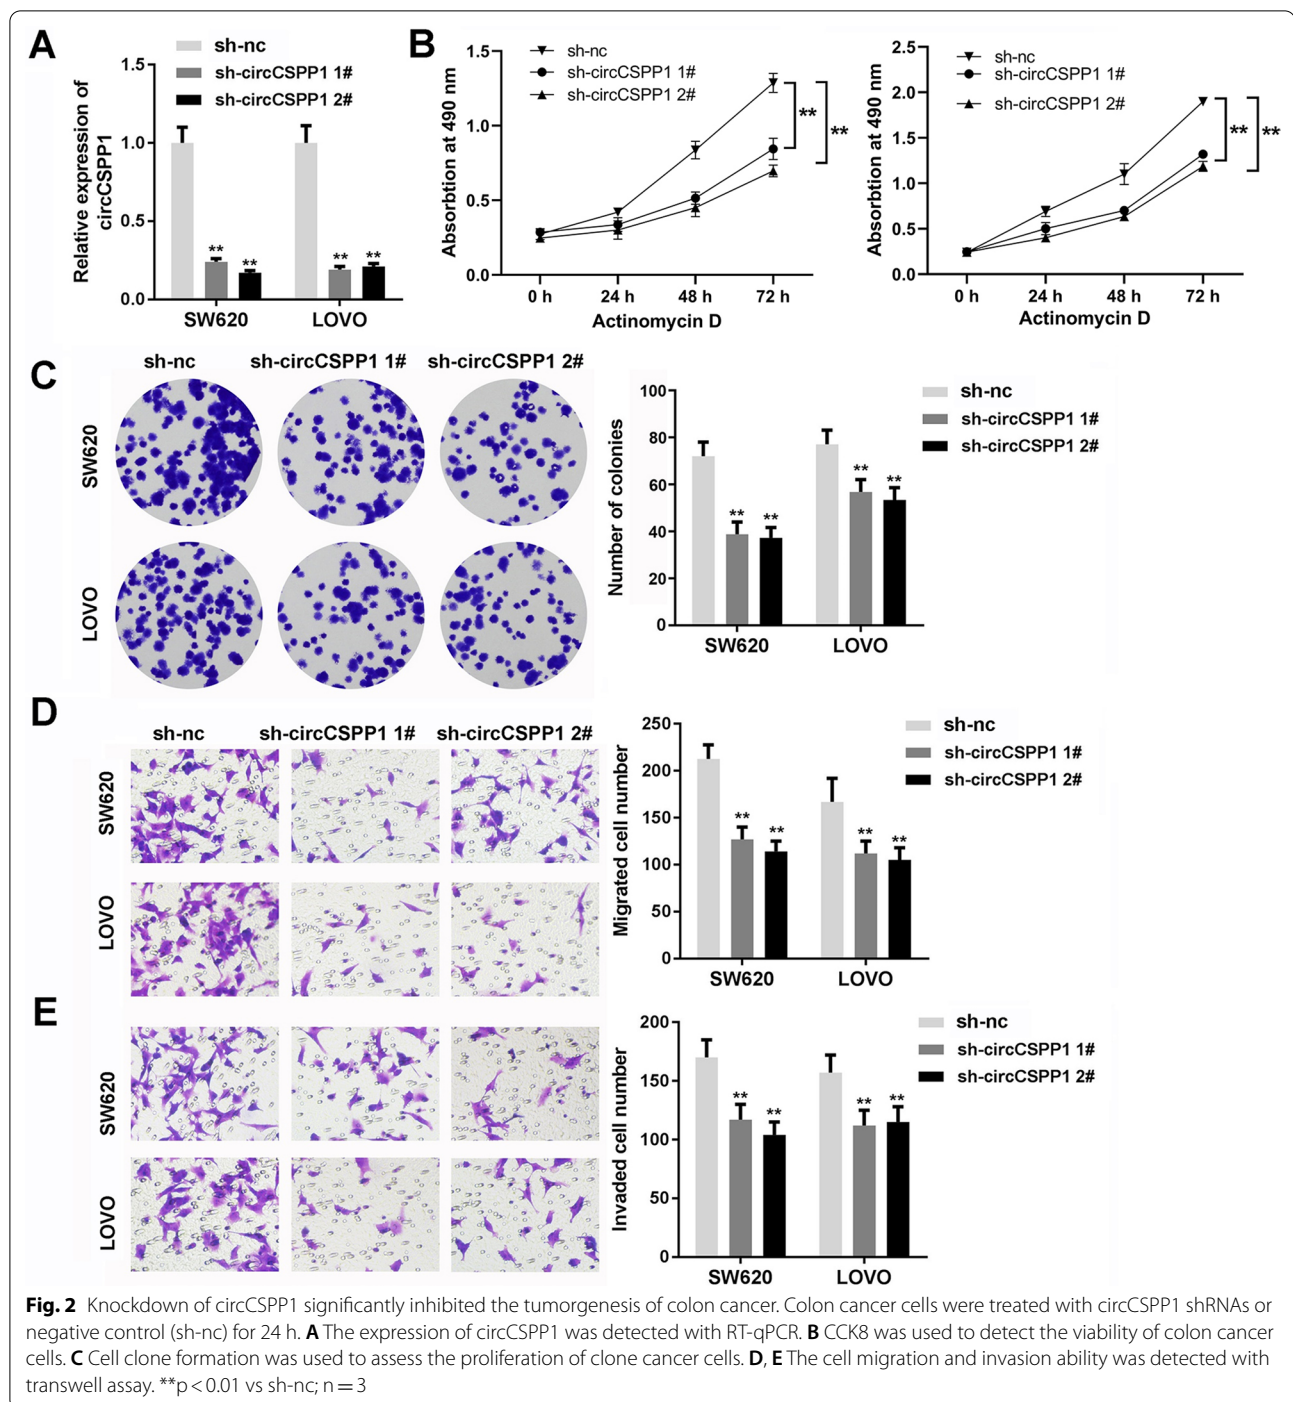 A
sh-nc
sh-circCSPP1 1#
sh-circCSPP1 2#
Relative expression of
circCSPP1
1.5
1.0
0.5
0.0
**
**
**
**
SW620
LOVO
B
sh-nc
sh-circCSPP1 1#
sh-circCSPP1 2#
Absorbtion at 490 nm
1.5
1.0
0.5
0.0
**
**
0 h
24 h
48 h
72 h
Actinomycin D
sh-nc
sh-circCSPP1 1#
sh-circCSPP1 2#
Absorbtion at 490 nm
2.5
2.0
1.5
1.0
0.5
0.0
**
**
0 h
24 h
48 h
72 h
Actinomycin D
C
sh-nc
sh-circCSPP1 1#
sh-circCSPP1 2#
SW620
LOVO
Number of colonies
100
80
60
40
20
0
**
**
**
**
SW620
LOVO
sh-nc
sh-circCSPP1 1#
sh-circCSPP1 2#
D
sh-nc
sh-circCSPP1 1#
sh-circCSPP1 2#
SW620
LOVO
Migrated cell number
250
200
150
100
50
0
**
**
**
**
SW620
LOVO
sh-nc
sh-circCSPP1 1#
sh-circCSPP1 2#
E
SW620
LOVO
Invaded cell number
200
150
100
50
0
**
**
**
**
SW620
LOVO
sh-nc
sh-circCSPP1 1#
sh-circCSPP1 2#
Fig. 2 Knockdown of circCSPP1 significantly inhibited the tumorgenesis of colon cancer. Colon cancer cells were treated with circCSPP1 shRNAs or
negative control (sh-nc) for 24 h. A The expression of circCSPP1 was detected with RT-qPCR. B CCK8 was used to detect the viability of colon cancer
cells. C Cell clone formation was used to assess the proliferation of clone cancer cells. D, E The cell migration and invasion ability was detected with
transwell assay. **p < 0.01 vs sh-nc; n = 3